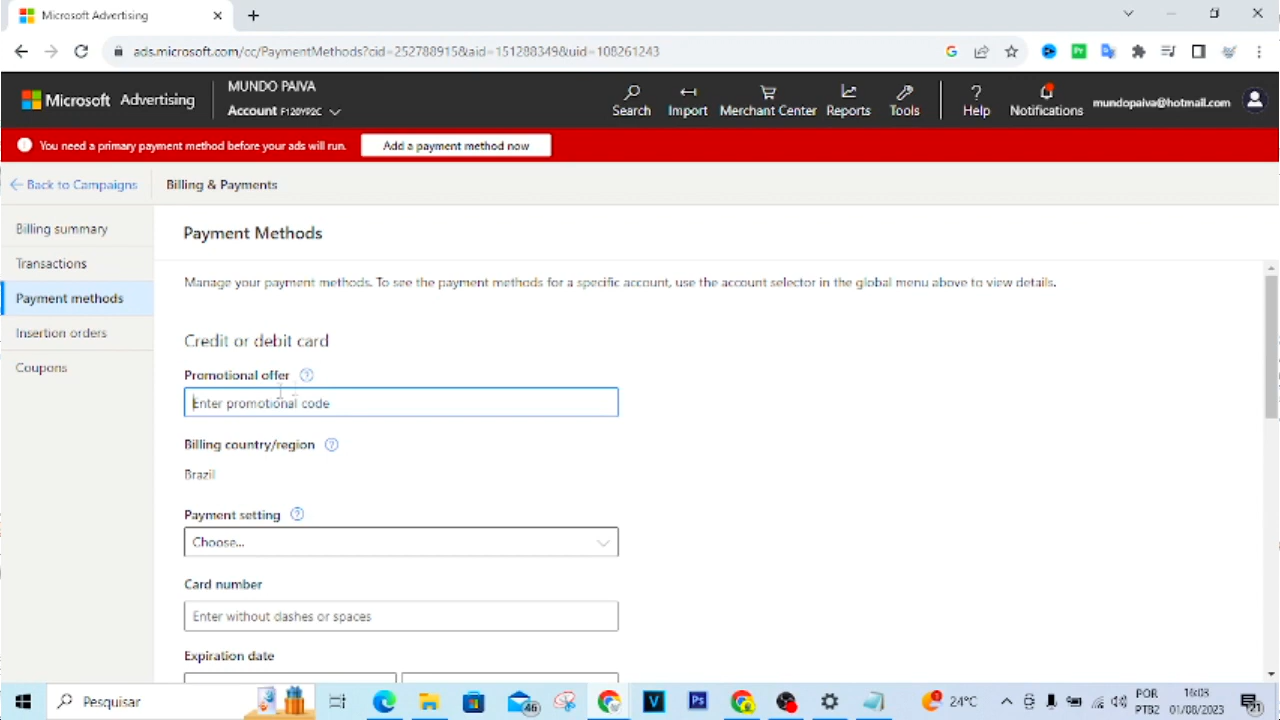 Microsoft Advertising
ads.microsoft.com/cc/PaymentMethods?cid=252788915&aid=151288349&uid=108261243
Microsoft Advertising
MUNDO PAIVA
Account F120Y92C
Search
Import
Merchant Center
Reports
Tools
Help
Notifications
mundopaiva@hotmail.com
You need a primary payment method before your ads will run.
Add a payment method now
Back to Campaigns
Billing & Payments
Billing summary
Transactions
Payment methods
Insertion orders
Coupons
Payment Methods
Manage your payment methods. To see the payment methods for a specific account, use the account selector in the global menu above to view details.
Credit or debit card
Promotional offer
Enter promotional code
Billing country/region
Brazil
Payment setting
Choose...
Card number
Enter without dashes or spaces
Expiration date
Pesquisar
46
24°C
POR
PTB2
16:03
01/08/2023
21